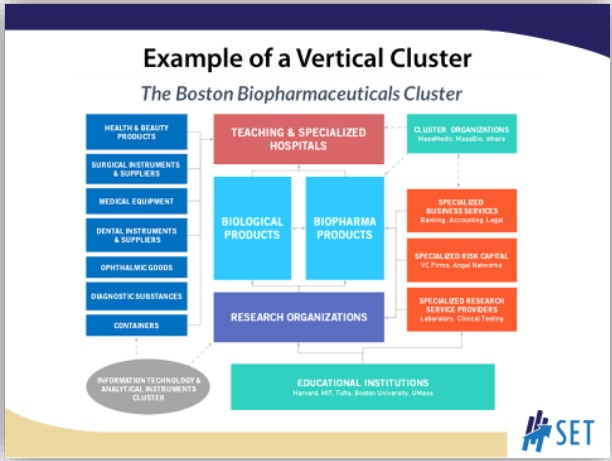 Example of a Vertical Cluster
The Boston Biopharmaceuticals Cluster
HEALTH & BEAUTY
PRODUCTS
SURGICAL INSTRUMENTS
& SUPPLIERS
MEDICAL EQUIPMENT
DENTAL INSTRUMENTS
& SUPPLIERS
OPHTHALMIC GOODS
DIAGNOSTIC SUBSTANCES
CONTAINERS
INFORMATION TECHNOLOGY &
ANALYTICAL INSTRUMENTS
CLUSTER
TEACHING & SPECIALIZED
HOSPITALS
BIOLOGICAL
PRODUCTS
BIOPHARMA
PRODUCTS
RESEARCH ORGANIZATIONS
CLUSTER ORGANIZATIONS
MassMedic, MassBio, others
SPECIALIZED
BUSINESS SERVICES
Banking, Accounting, Legal
SPECIALIZED RISK CAPITAL
VC Firms, Angel Networks
SPECIALIZED RESEARCH
SERVICE PROVIDERS
Laboratory, Clinical Testing
EDUCATIONAL INSTITUTIONS
Harvard, MIT, Tufts, Boston University, UMass
SET